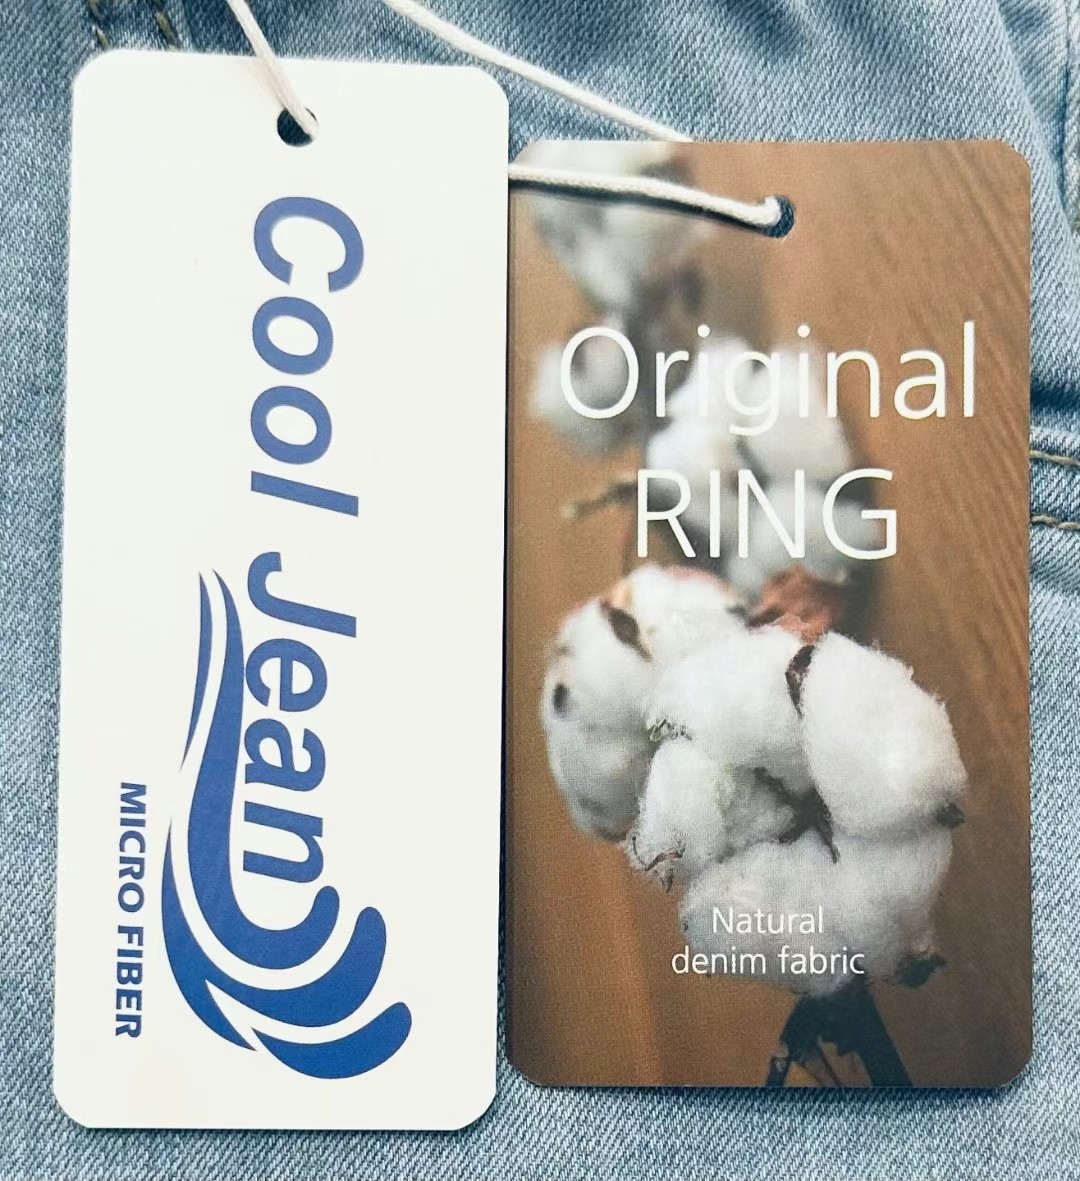 Cool Jean
MICRO FIBER
Original
RING
Natural
denim fabric